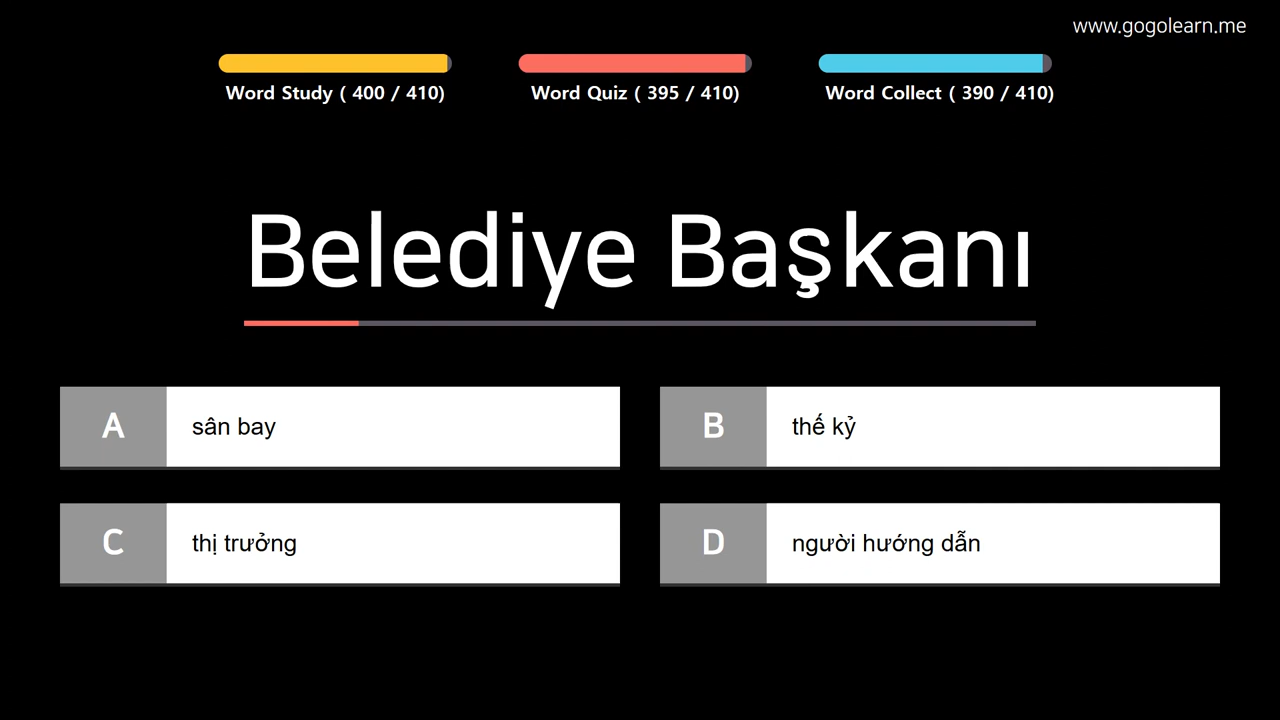 www.gogolearn.me
Word Study ( 400 / 410)
Word Quiz ( 395 / 410)
Word Collect ( 390 / 410)
Belediye Başkanı
A
sân bay
B
thế kỷ
C
thị trưởng
D
người hướng dẫn